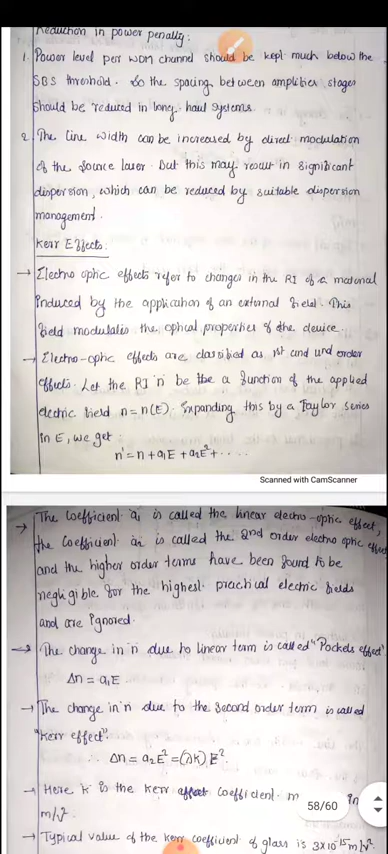 Reduction in power penalty:
1. Power level per WDM channel should be kept much below the
SBS threshold. So the spacing between amplifier stages
should be reduced in long-haul systems.
2. The line width can be increased by direct modulation
of the source laser. But this may result in significant
dispersion, which can be reduced by suitable dispersion
management.
Kerr Effects:
→ Electro optic effects refer to changes in the RI of a material
induced by the application of an external field. This
field modulates the optical properties of the device.
→ Electro-optic effects are classified as 1st and order
effects. Let the RI 'n' be the a function of the applied
electric field n = n(E). Expanding this by a Taylor series
in E, we get
n' = n + a₁E + a₂E² + ....
Scanned with CamScanner
→ The coefficient a₁ is called the linear electro-optic effect,
the coefficient a₂ is called the 2nd order electro optic effect
and the higher order terms have been found to be
negligible for the highest practical electric fields
and are ignored.
→ The change in 'n' due to linear term is called "Pockels effect"
Δn = a₁E
→ The change in 'n' due to the second order term is called
"Kerr effect"
∴ Δn = a₂E² = (λK) E².
→ Here K is the Kerr effect coefficient. m in
m/v².
58/60
→ Typical value of the Kerr coefficient of glass is 3x10⁻¹⁵ m/v².